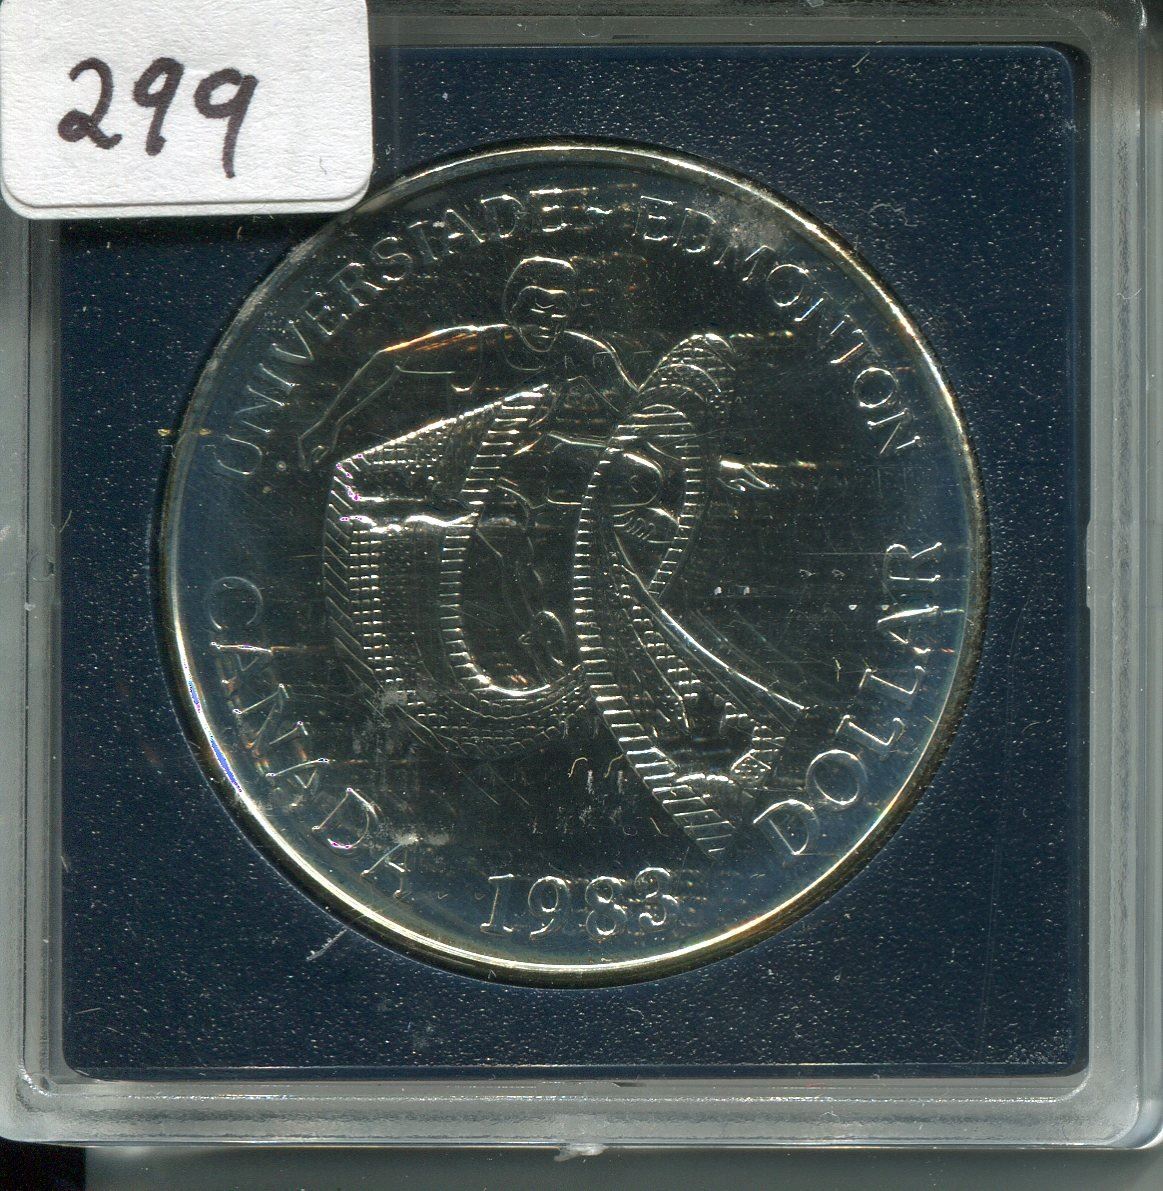 299
UNIVERSIADE ~ EDMONTON
CANADA
1983
DOLLAR